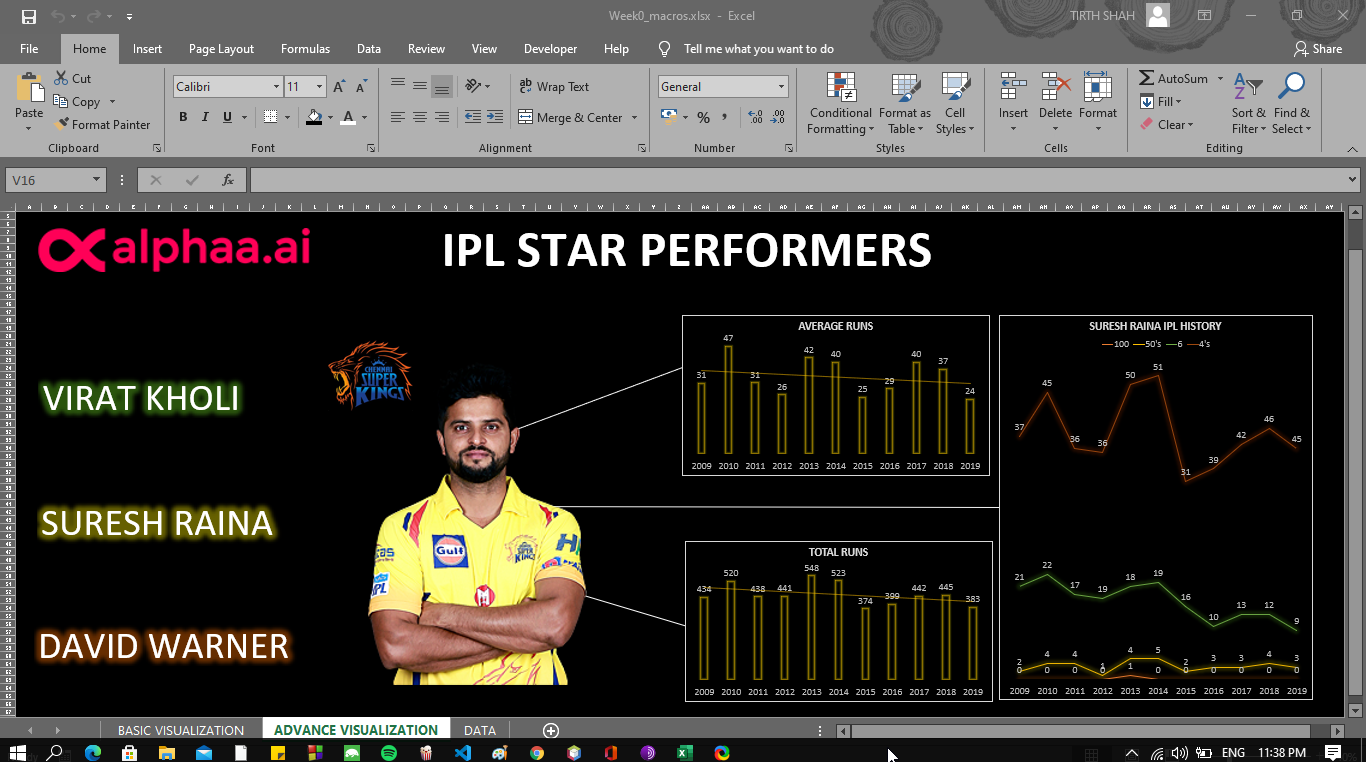 Week0_macros.xlsx - Excel
TIRTH SHAH
File Home Insert Page Layout Formulas Data Review View Developer Help Tell me what you want to do Share
Paste
Cut
Copy
Format Painter
Clipboard
Calibri 11
B I U
Font
Wrap Text
Merge & Center
Alignment
General
% ,
Number
Conditional Formatting
Format as Table
Cell Styles
Styles
Insert Delete Format
Cells
AutoSum
Fill
Clear
Sort & Filter
Find & Select
Editing
V16
fx
alphaa.ai
IPL STAR PERFORMERS
VIRAT KHOLI
SURESH RAINA
DAVID WARNER
CHENNAI
SUPER
KINGS
Gulf
AVERAGE RUNS
31 47 31 26 42 40 25 29 40 37 24
2009 2010 2011 2012 2013 2014 2015 2016 2017 2018 2019
TOTAL RUNS
434 520 438 441 548 523 374 399 442 445 383
2009 2010 2011 2012 2013 2014 2015 2016 2017 2018 2019
SURESH RAINA IPL HISTORY
100 50's 6 4's
37 45 36 36 50 51 31 39 42 46 45
21 22 17 19 18 19 16 10 13 12 9
2 4 4 1 4 5 2 3 3 4 3
0 0 0 0 1 0 0 0 0 0 0
2009 2010 2011 2012 2013 2014 2015 2016 2017 2018 2019
BASIC VISUALIZATION ADVANCE VISUALIZATION DATA
ENG 11:38 PM